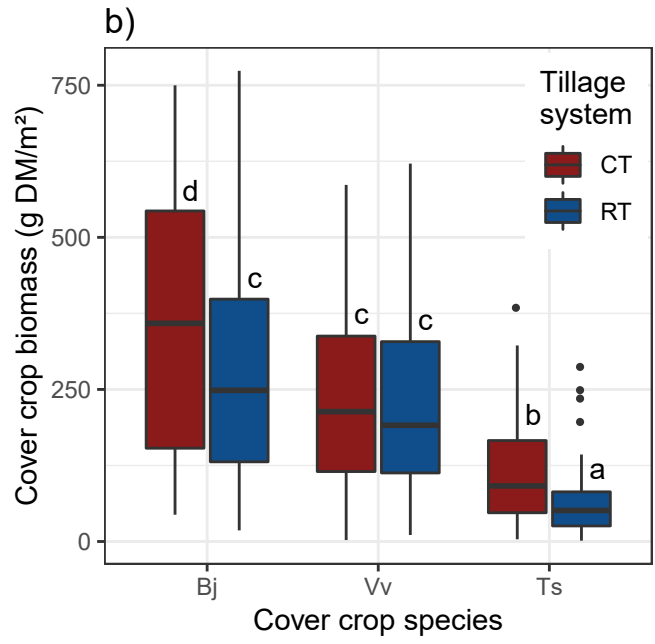 b)
Cover crop biomass (g DM/m²)
750
500
250
0
d
c
c
c
b
a
Tillage
system
CT
RT
Bj
Vv
Ts
Cover crop species